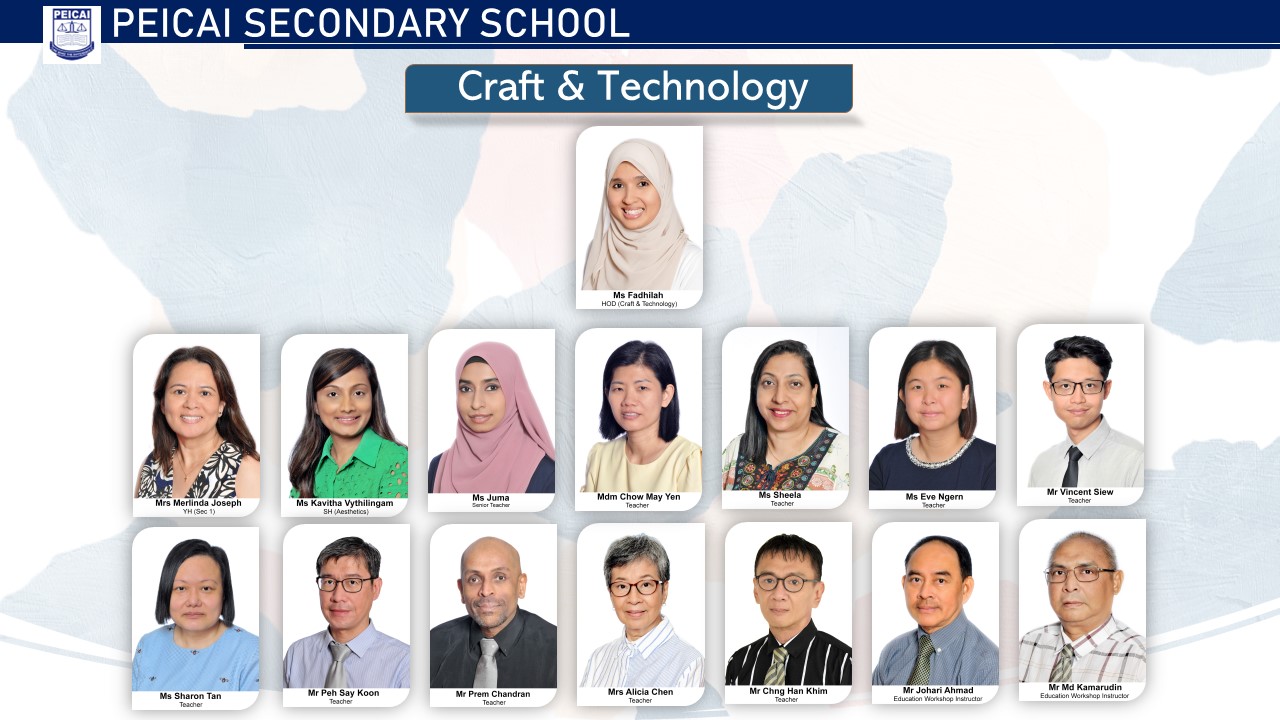 PEICAI
PEICAI SECONDARY SCHOOL
Craft & Technology
Ms Fadhilah
HOD (Craft & Technology)
Mrs Merlinda Joseph
YH (Sec 1)
Ms Kavitha Vythilingam
SH (Aesthetics)
Ms Juma
Senior Teacher
Mdm Chow May Yen
Teacher
Ms Sheela
Teacher
Ms Eve Ngern
Teacher
Mr Vincent Siew
Teacher
Ms Sharon Tan
Teacher
Mr Peh Say Koon
Teacher
Mr Prem Chandran
Teacher
Mrs Alicia Chen
Teacher
Mr Chng Han Khim
Teacher
Mr Johari Ahmad
Education Workshop Instructor
Mr Md Kamarudin
Education Workshop Instructor